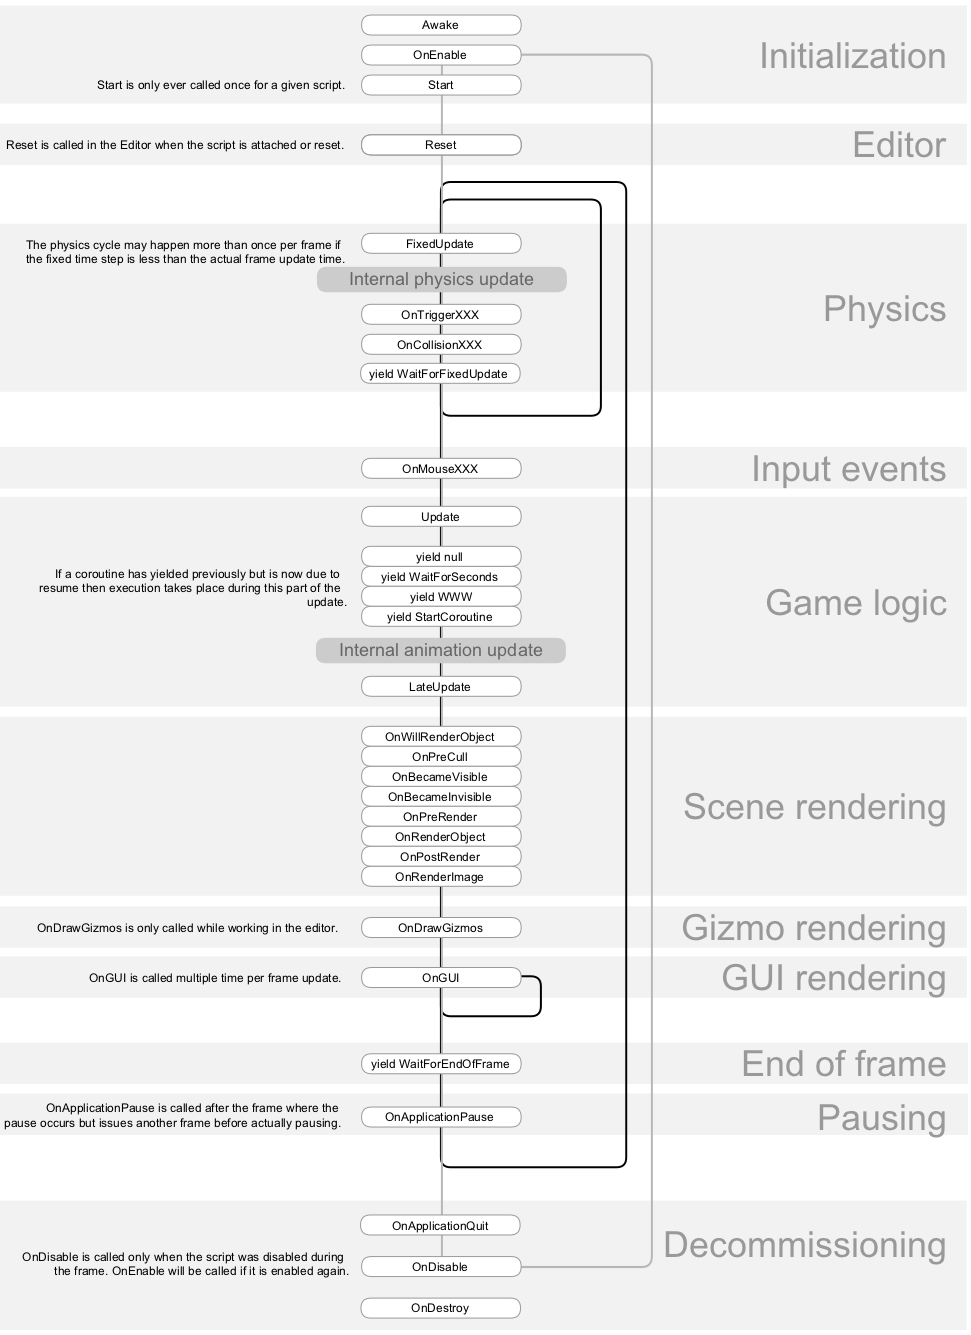 Awake
Initialization
OnEnable
Start is only ever called once for a given script.
Start
Reset is called in the Editor when the script is attached or reset.
Reset
Editor
The physics cycle may happen more than once per frame if
the fixed time step is less than the actual frame update time.
FixedUpdate
Internal physics update
Physics
OnTriggerXXX
OnCollisionXXX
yield WaitForFixedUpdate
OnMouseXXX
Input events
Update
yield null
If a coroutine has yielded previously but is now due to
resume then execution takes place during this part of the
update.
yield WaitForSeconds
yield WWW
yield StartCoroutine
Game logic
Internal animation update
LateUpdate
OnWillRenderObject
OnPreCull
OnBecameVisible
OnBecameInvisible
OnPreRender
OnRenderObject
OnPostRender
OnRenderImage
Scene rendering
OnDrawGizmos is only called while working in the editor.
OnDrawGizmos
Gizmo rendering
OnGUI is called multiple time per frame update.
OnGUI
GUI rendering
yield WaitForEndOfFrame
End of frame
OnApplicationPause is called after the frame where the
pause occurs but issues another frame before actually pausing.
OnApplicationPause
Pausing
OnApplicationQuit
Decommissioning
OnDisable is called only when the script was disabled during
the frame. OnEnable will be called if it is enabled again.
OnDisable
OnDestroy